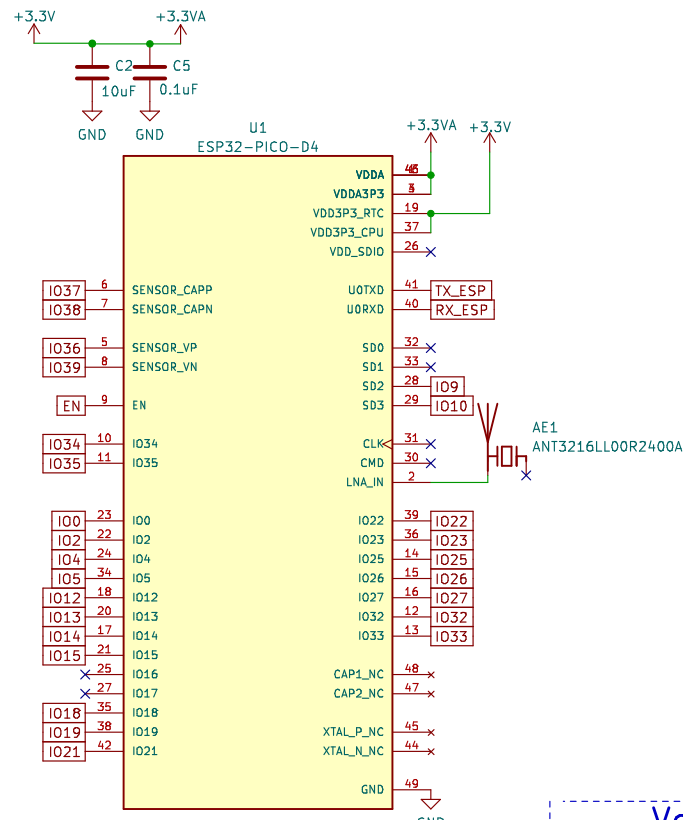 +3.3V +3.3VA
C2 C5
10uF 0.1uF
GND GND
U1
ESP32-PICO-D4
+3.3VA +3.3V
VDDA
VDDA3P3
VDD3P3_RTC 19
VDD3P3_CPU 37
VDD_SDIO 26
IO37 6 SENSOR_CAPP U0TXD 41 TX_ESP
IO38 7 SENSOR_CAPN U0RXD 40 RX_ESP
IO36 5 SENSOR_VP SD0 32
IO39 8 SENSOR_VN SD1 33
SD2 28 IO9
EN 9 EN SD3 29 IO10
AE1
ANT3216LL00R2400A
IO34 10 IO34 CLK 31
IO35 11 IO35 CMD 30
LNA_IN 2
IO0 23 IO0 IO22 39 IO22
IO2 22 IO2 IO23 36 IO23
IO4 24 IO4 IO25 14 IO25
IO5 34 IO5 IO26 15 IO26
IO12 18 IO12 IO27 16 IO27
IO13 20 IO13 IO32 12 IO32
IO14 17 IO14 IO33 13 IO33
IO15 21 IO15
25 IO16 CAP1_NC 48
27 IO17 CAP2_NC 47
IO18 35 IO18
IO19 38 IO19 XTAL_P_NC 45
IO21 42 IO21 XTAL_N_NC 44
GND 49